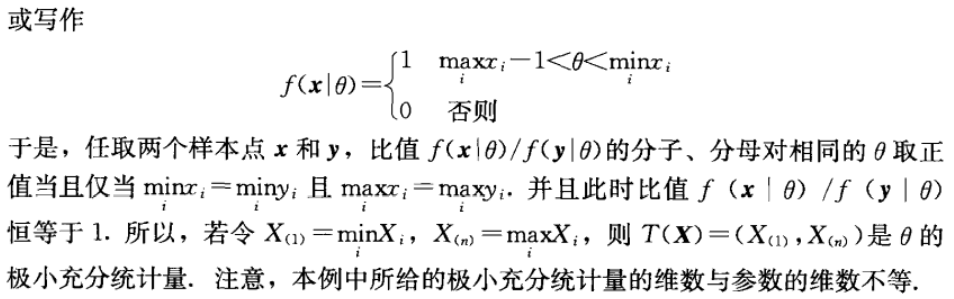 或写作
f(x|θ)={1 max_i x_i−1<θ<min_i x_i
0 否则
于是，任取两个样本点 x 和 y，比值 f(x|θ)/f(y|θ)的分子、分母对相同的 θ 取正
值当且仅当 min_i x_i=min_i y_i 且 max_i x_i=max_i y_i. 并且此时比值 f (x | θ) /f (y | θ)
恒等于 1. 所以，若令 X_(1)=min_i X_i，X_(n)=max_i X_i，则 T(X)=(X_(1),X_(n))是 θ 的
极小充分统计量. 注意，本例中所给的极小充分统计量的维数与参数的维数不等.